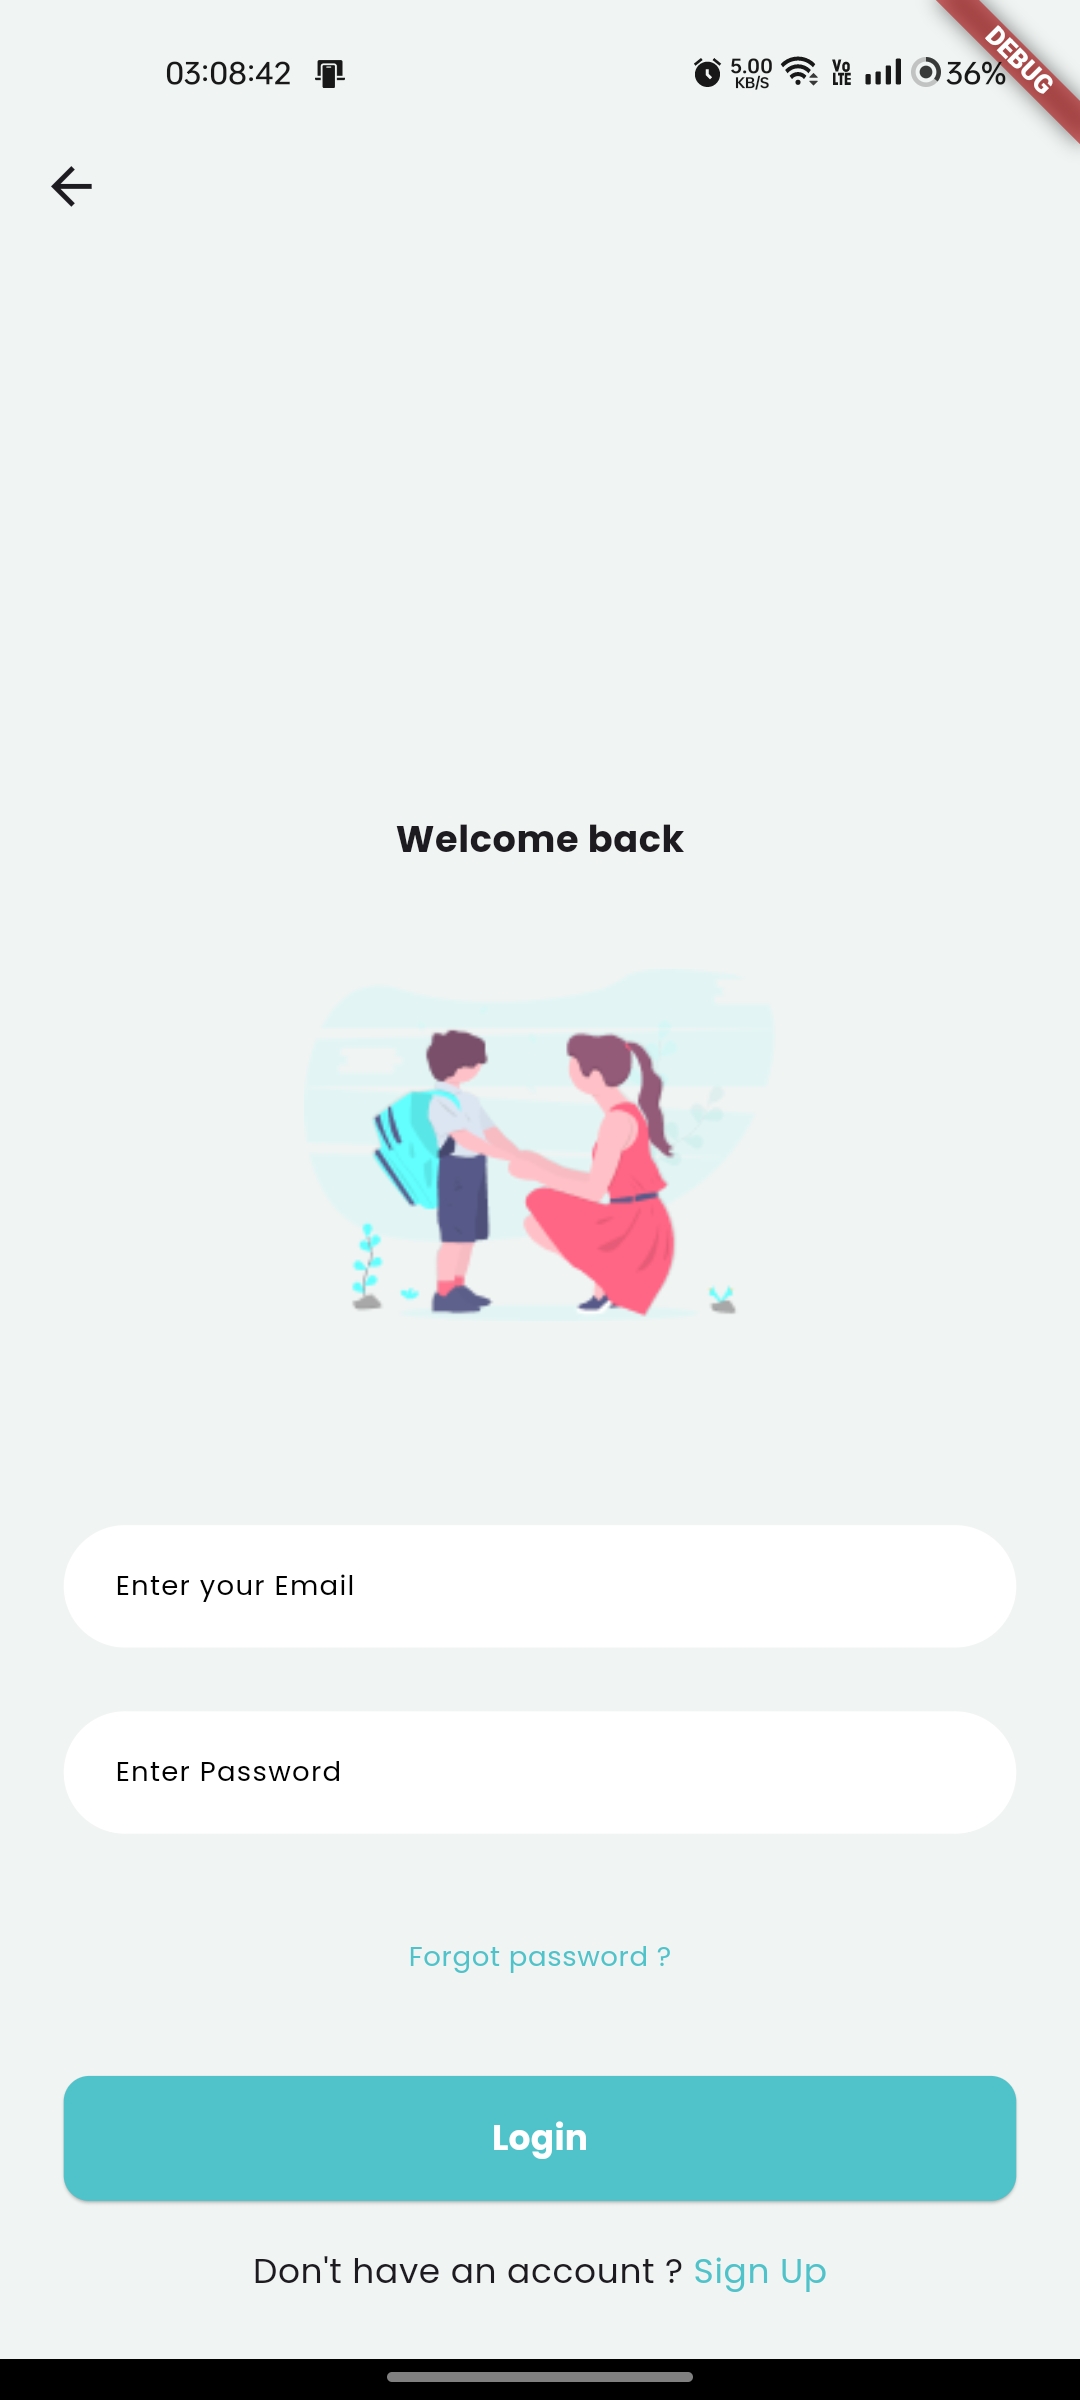 03:08:42 5.00 KB/S Vo LTE 36%
DEBUG
Welcome back
Enter your Email
Enter Password
Forgot password ?
Login
Don't have an account ? Sign Up